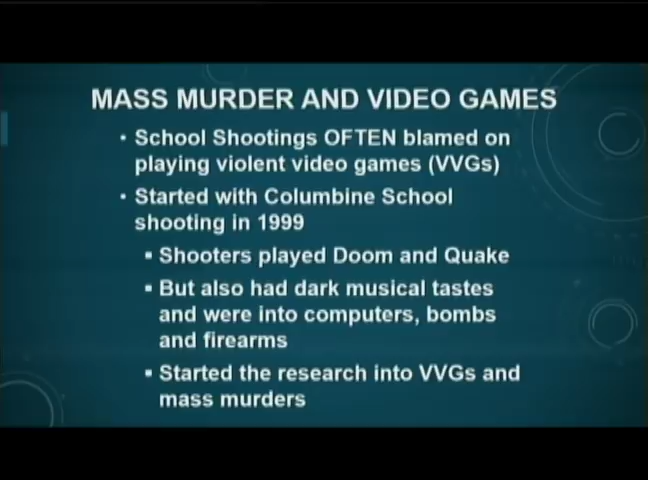 MASS MURDER AND VIDEO GAMES
• School Shootings OFTEN blamed on
playing violent video games (VVGs)
• Started with Columbine School
shooting in 1999
▪ Shooters played Doom and Quake
▪ But also had dark musical tastes
and were into computers, bombs
and firearms
▪ Started the research into VVGs and
mass murders